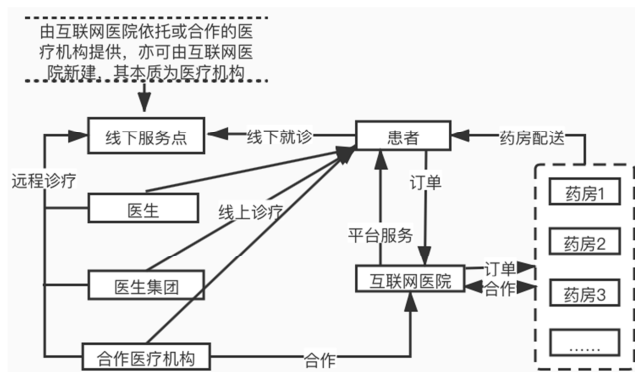 由互联网医院依托或合作的医
疗机构提供，亦可由互联网医
院新建，其本质为医疗机构
线下服务点
线下就诊
患者
药房配送
远程诊疗
订单
药房1
医生
线上诊疗
平台服务
药房2
订单
互联网医院
合作
医生集团
药房3
合作医疗机构
合作
......